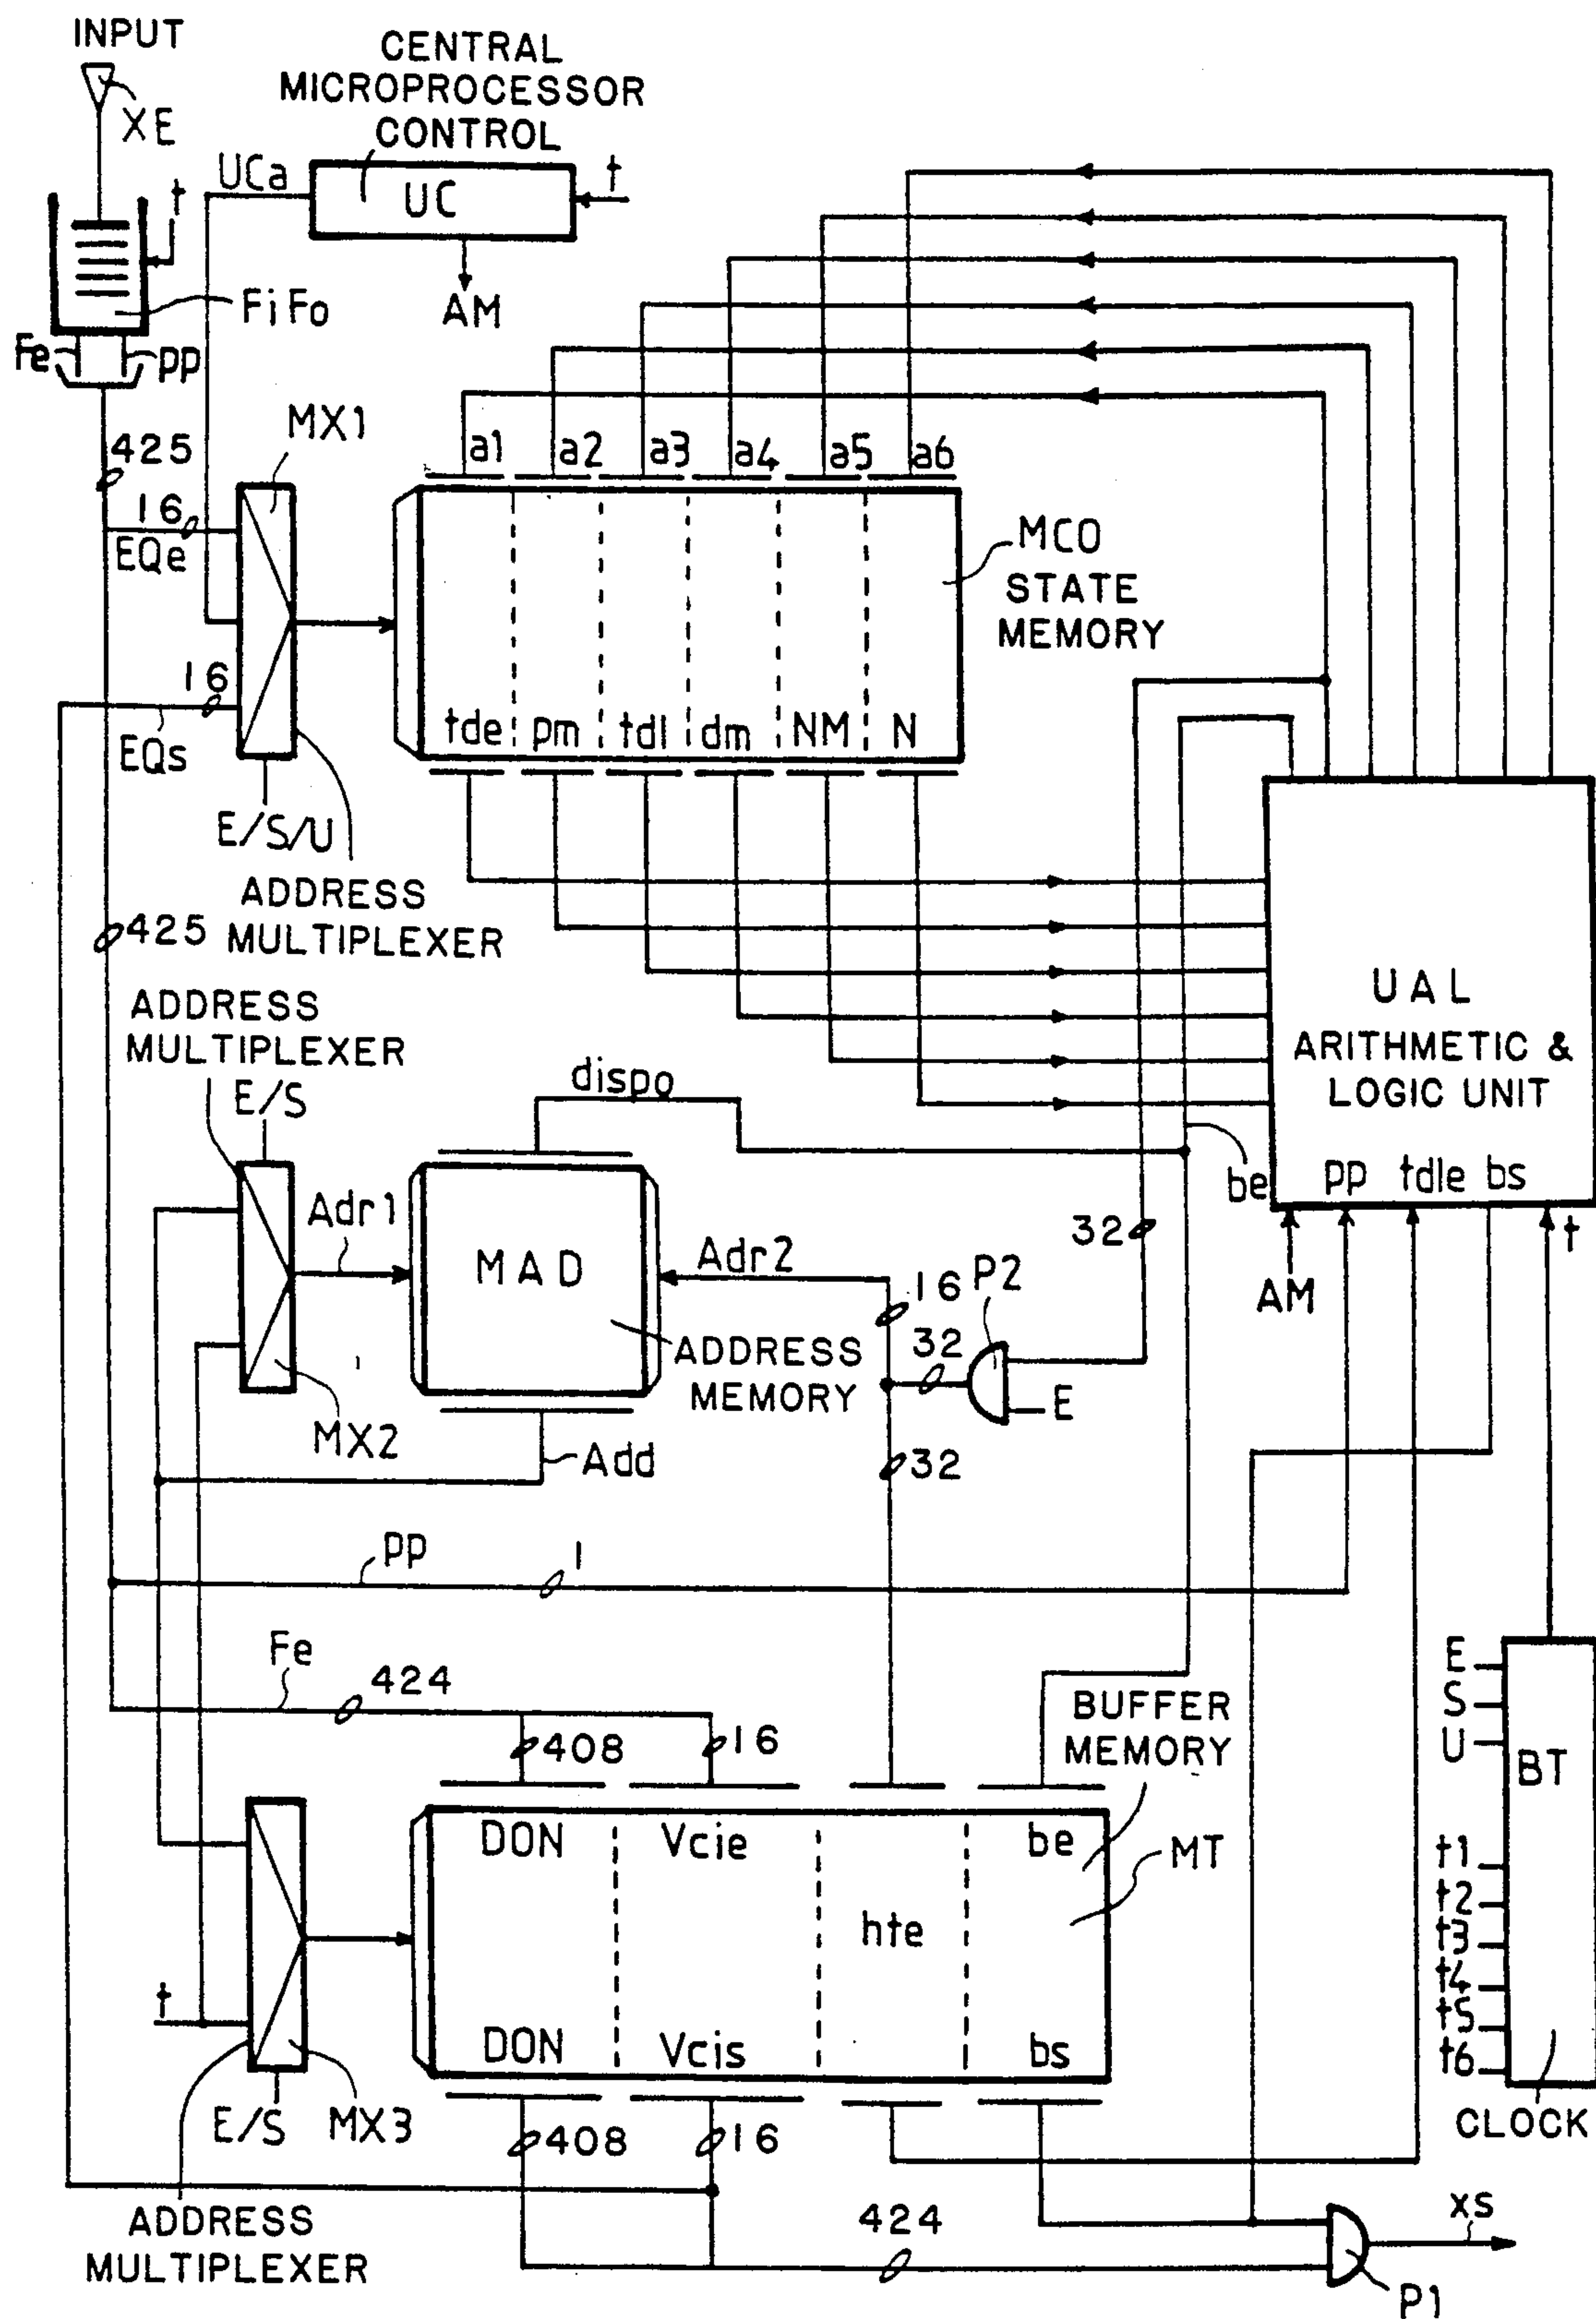 INPUT
XE
CENTRAL
MICROPROCESSOR
CONTROL
UCa
UC
t
t
AM
FiFo
Fe
pp
MX1
425
16
EQe
a1 a2 a3 a4 a5 a6
MCO
STATE
MEMORY
16
EQs
tde pm tdl dm NM N
E/S/U
ADDRESS
MULTIPLEXER
425
UAL
ARITHMETIC &
LOGIC UNIT
pp tdle bs
be
AM
t
ADDRESS
MULTIPLEXER
E/S
dispo
Adr1
MAD
Adr2
16
P2
32
32
E
ADDRESS
MEMORY
MX2
Add
32
pp
1
Fe
424
408
16
BUFFER
MEMORY
E
S
U
BT
t1
t2
t3
t4
t5
t6
CLOCK
DON Vcie be
MT
hte
t
DON Vcis bs
E/S
MX3
408
16
ADDRESS
MULTIPLEXER
424
xs
P1